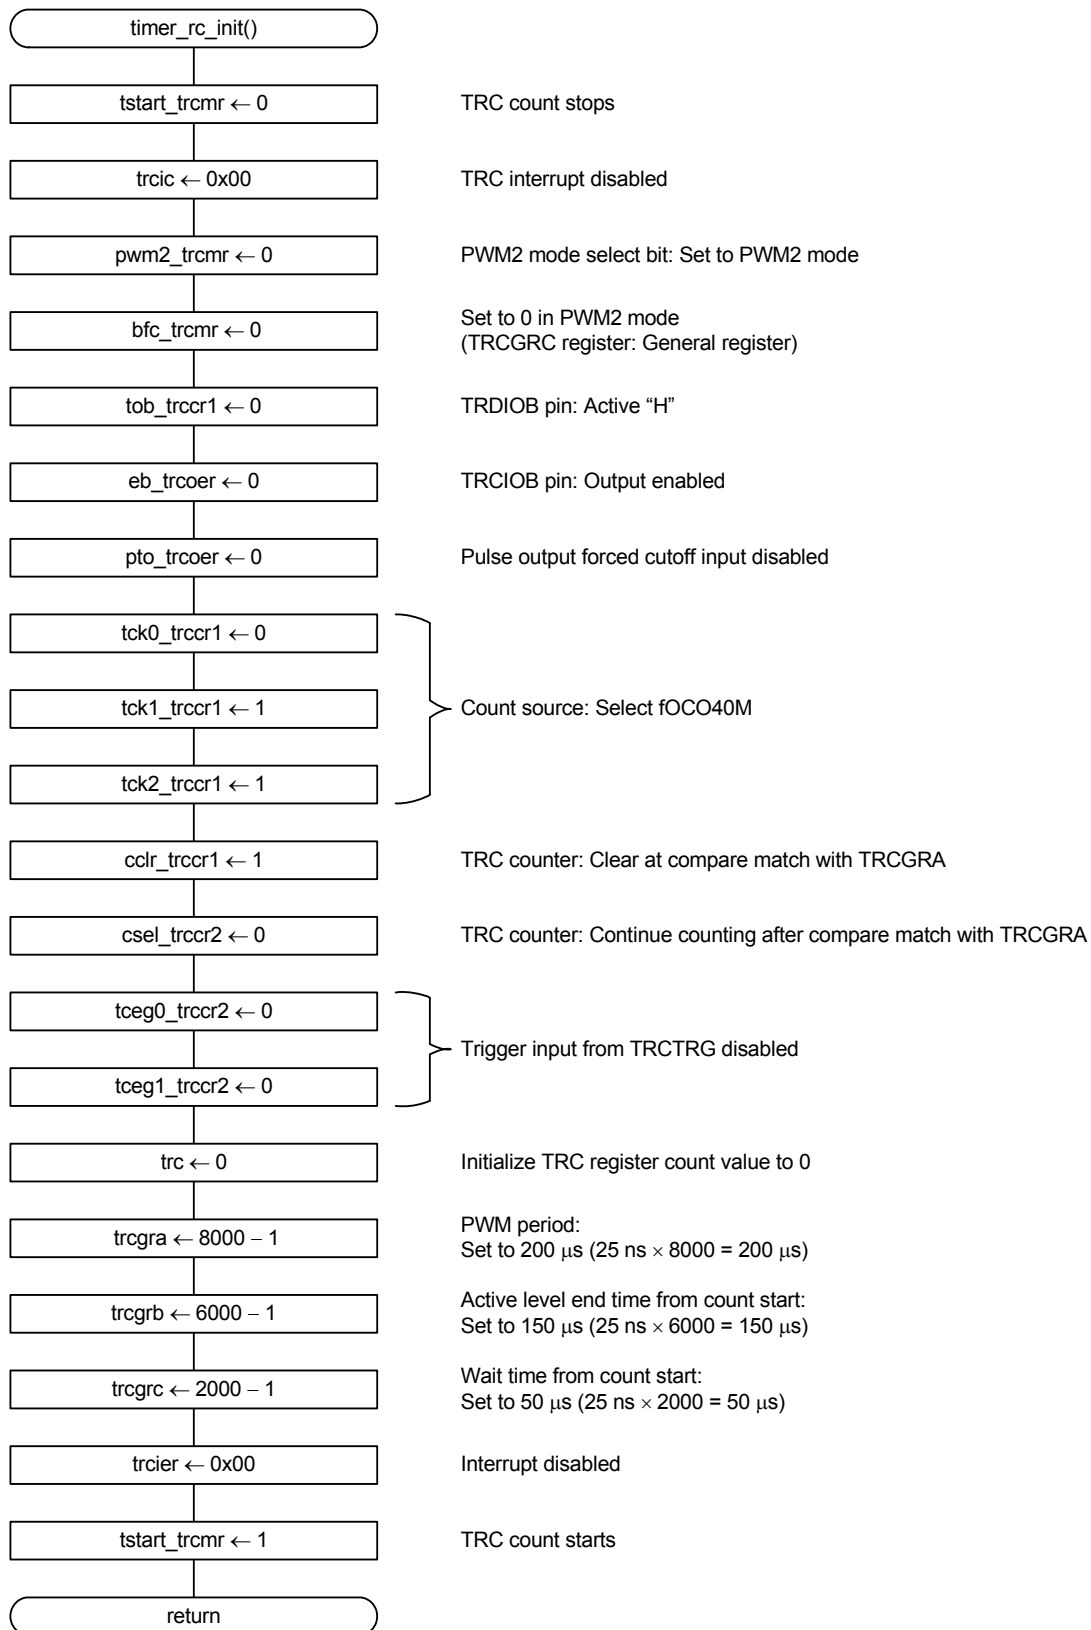 timer_rc_init()
tstart_trcmr ← 0
TRC count stops
trcic ← 0x00
TRC interrupt disabled
pwm2_trcmr ← 0
PWM2 mode select bit: Set to PWM2 mode
bfc_trcmr ← 0
Set to 0 in PWM2 mode
(TRCGRC register: General register)
tob_trccr1 ← 0
TRDIOB pin: Active “H”
eb_trcoer ← 0
TRCIOB pin: Output enabled
pto_trcoer ← 0
Pulse output forced cutoff input disabled
tck0_trccr1 ← 0
tck1_trccr1 ← 1
Count source: Select fOCO40M
tck2_trccr1 ← 1
cclr_trccr1 ← 1
TRC counter: Clear at compare match with TRCGRA
csel_trccr2 ← 0
TRC counter: Continue counting after compare match with TRCGRA
tceg0_trccr2 ← 0
Trigger input from TRCTRG disabled
tceg1_trccr2 ← 0
trc ← 0
Initialize TRC register count value to 0
trcgra ← 8000 − 1
PWM period:
Set to 200 μs (25 ns × 8000 = 200 μs)
trcgrb ← 6000 − 1
Active level end time from count start:
Set to 150 μs (25 ns × 6000 = 150 μs)
trcgrc ← 2000 − 1
Wait time from count start:
Set to 50 μs (25 ns × 2000 = 50 μs)
trcier ← 0x00
Interrupt disabled
tstart_trcmr ← 1
TRC count starts
return